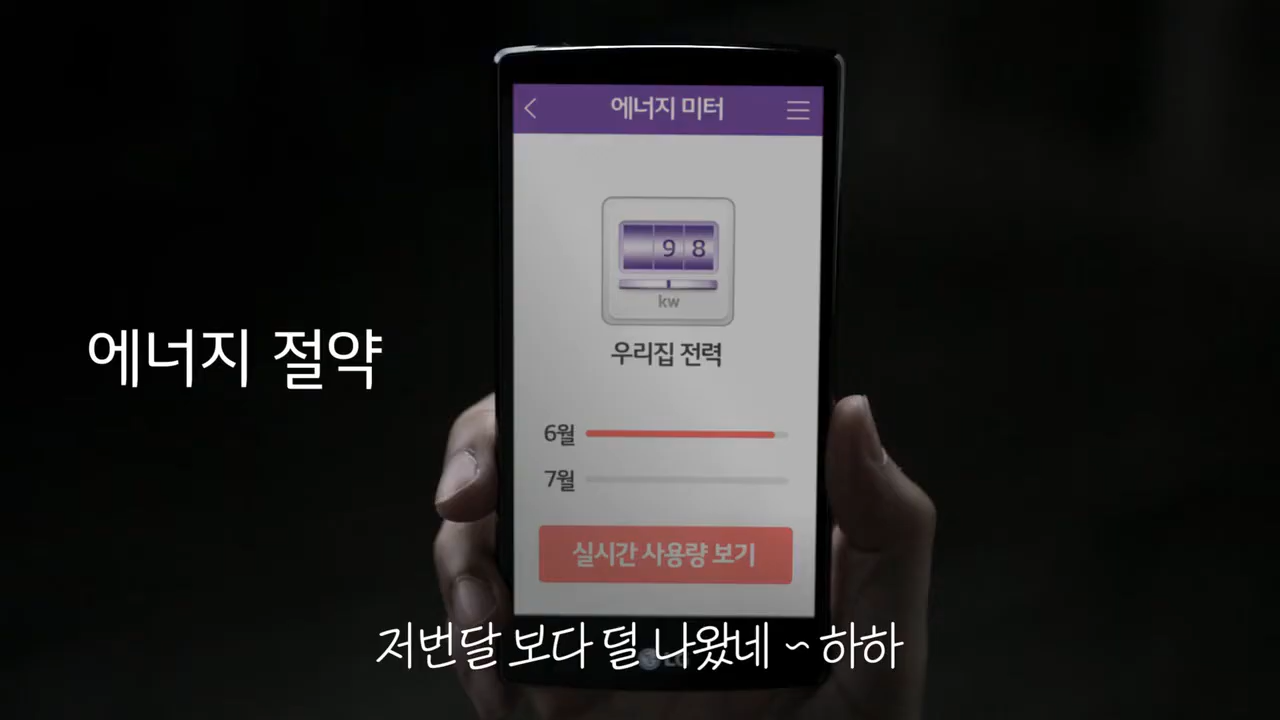 에너지 미터
98
kw
우리집 전력
에너지 절약
6월
7월
실시간 사용량 보기
저번달 보다 덜 나왔네 ~ 하하
LG